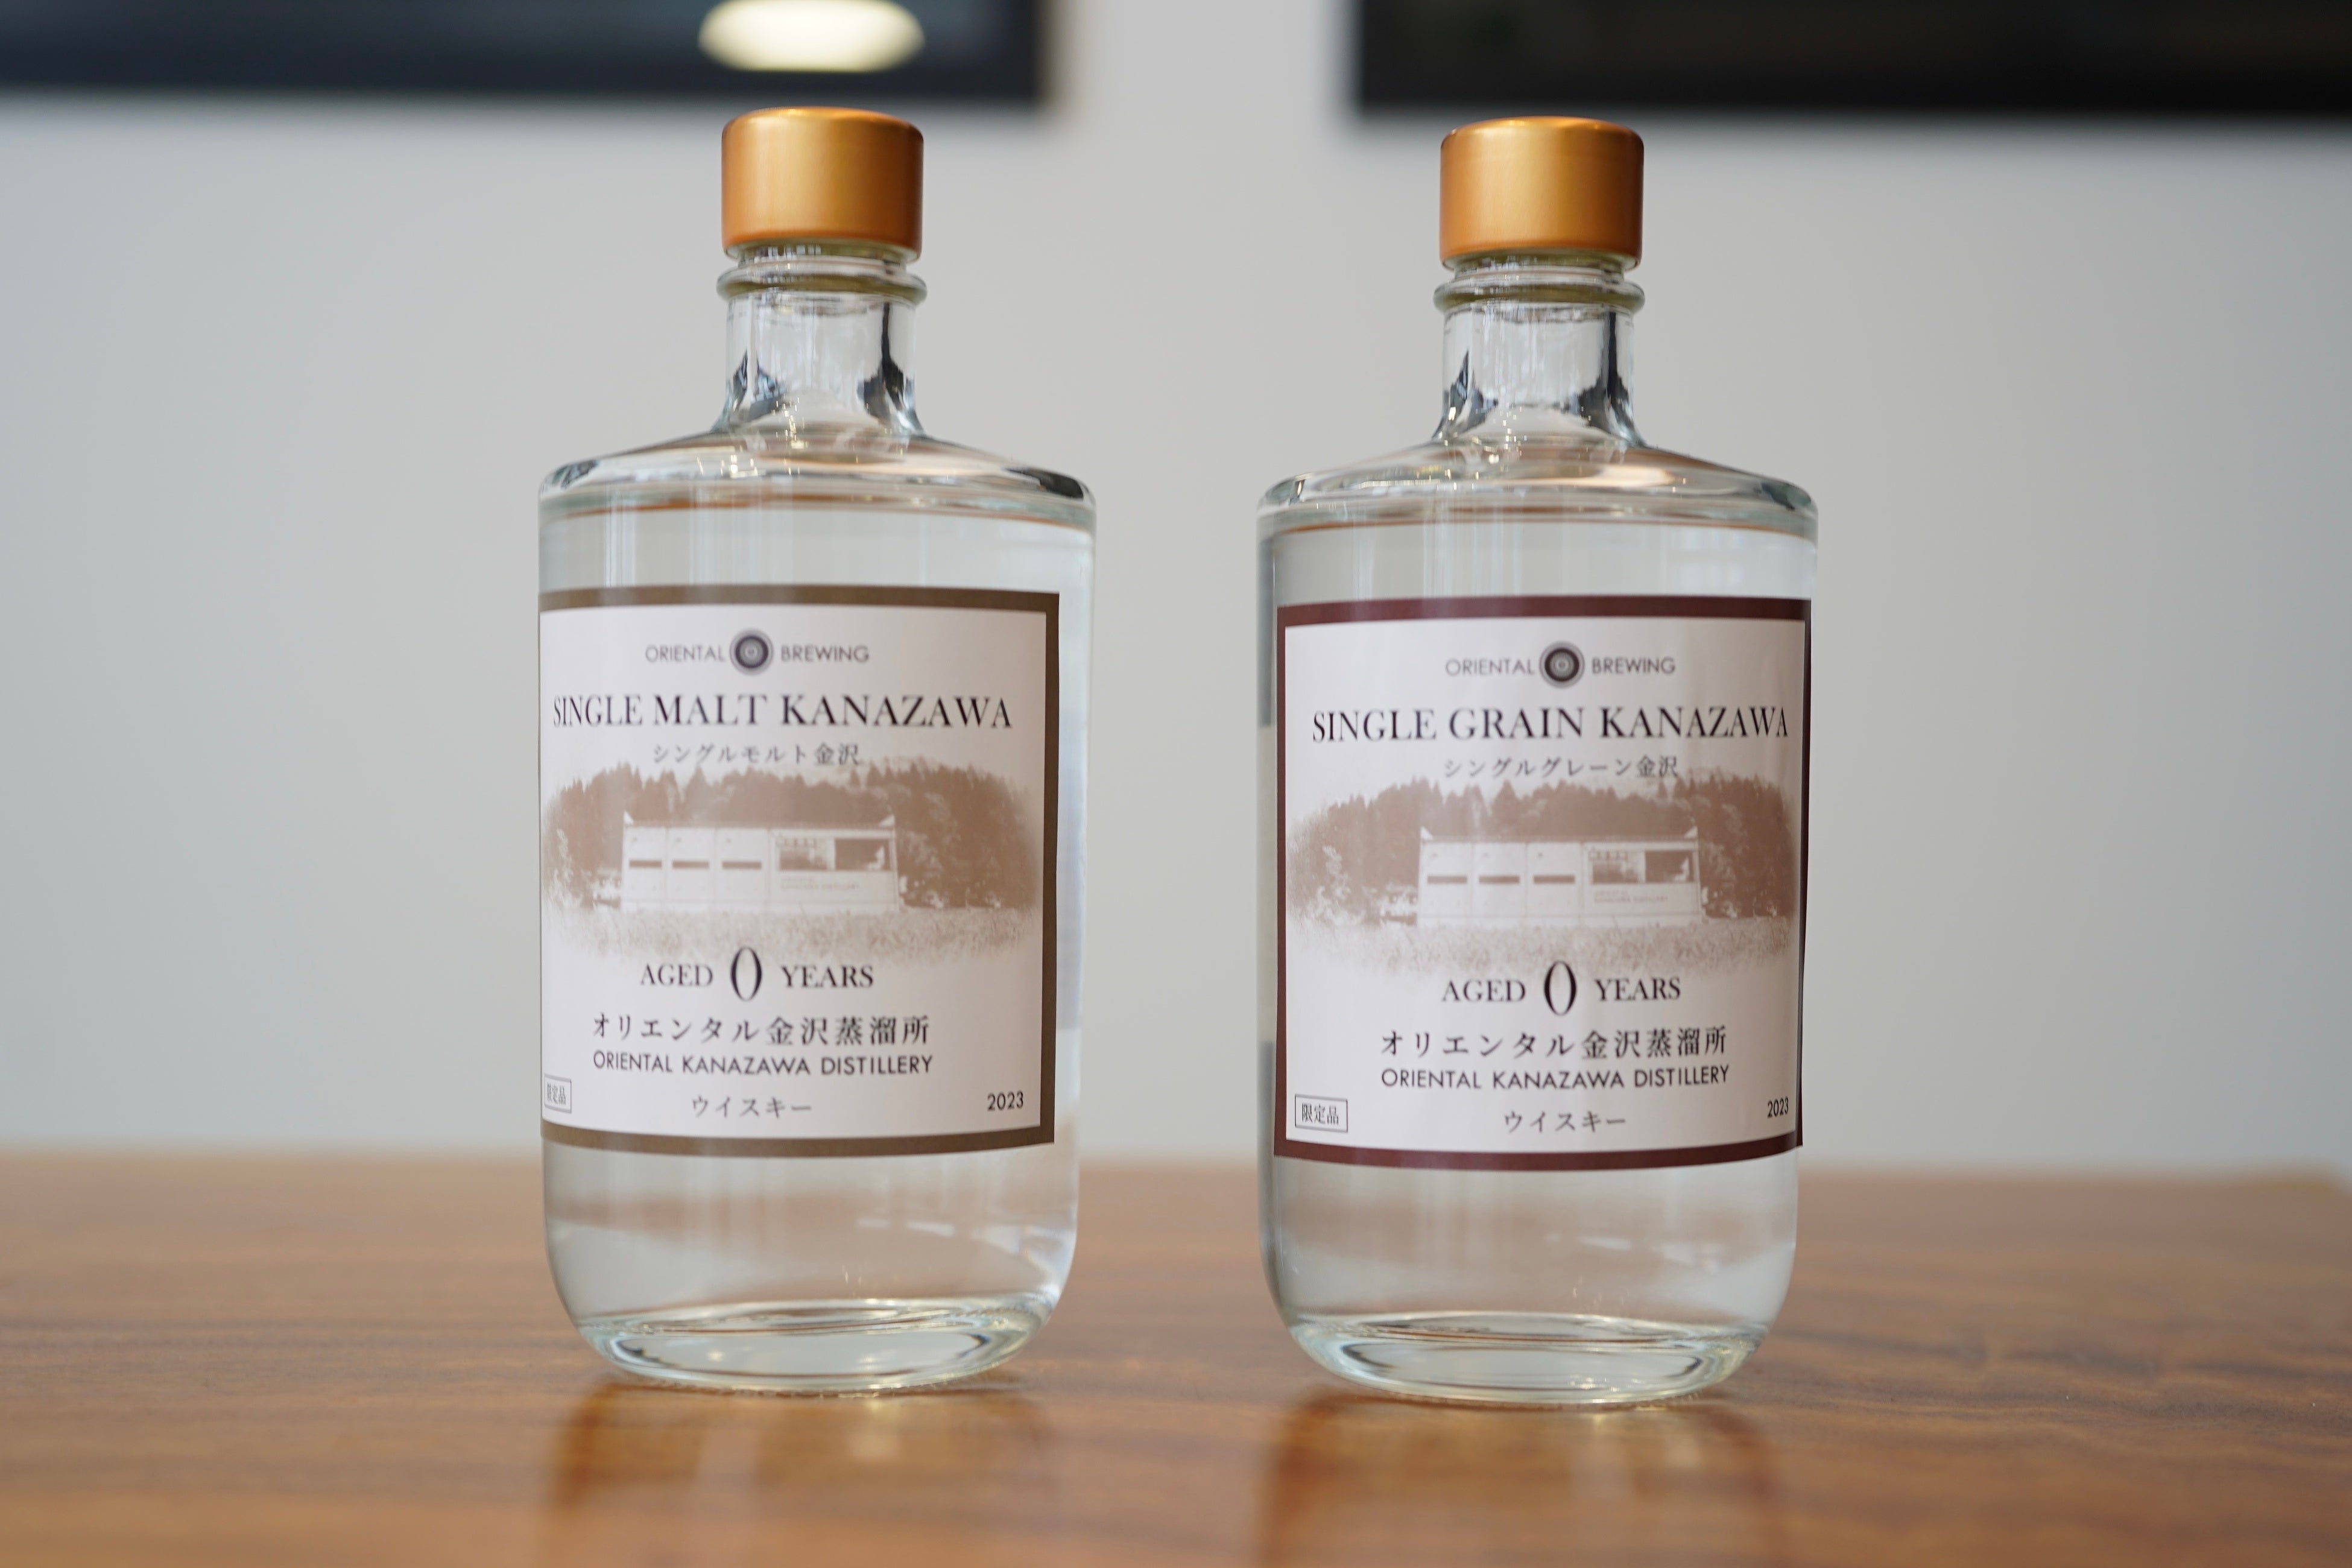 ORIENTAL BREWING
SINGLE MALT KANAZAWA
シングルモルト金沢
AGED 0 YEARS
オリエンタル金沢蒸溜所
ORIENTAL KANAZAWA DISTILLERY
限定品
ウイスキー
2023
ORIENTAL BREWING
SINGLE GRAIN KANAZAWA
シングルグレーン金沢
AGED 0 YEARS
オリエンタル金沢蒸溜所
ORIENTAL KANAZAWA DISTILLERY
限定品
ウイスキー
2023